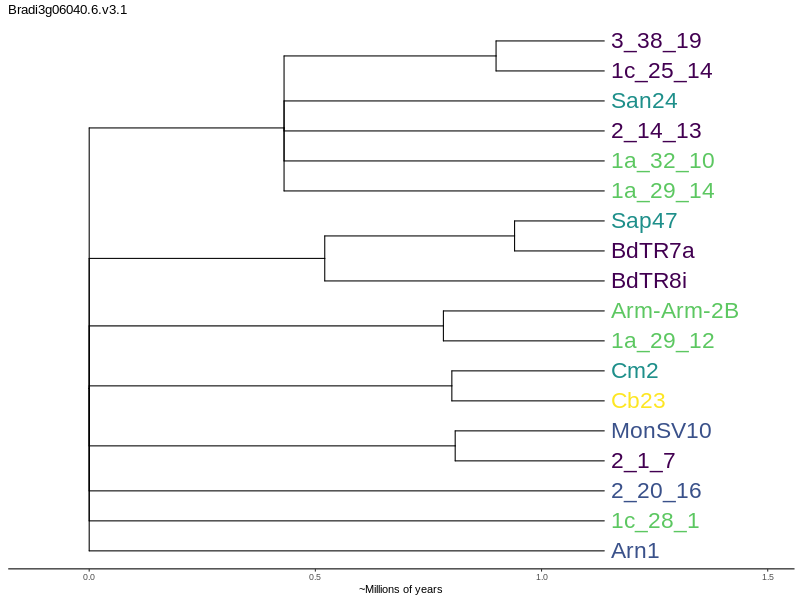 Bradi3g06040.6.v3.1
3_38_19
1c_25_14
San24
2_14_13
1a_32_10
1a_29_14
Sap47
BdTR7a
BdTR8i
Arm-Arm-2B
1a_29_12
Cm2
Cb23
MonSV10
2_1_7
2_20_16
1c_28_1
Arn1
0.0 0.5 1.0 1.5
~Millions of years